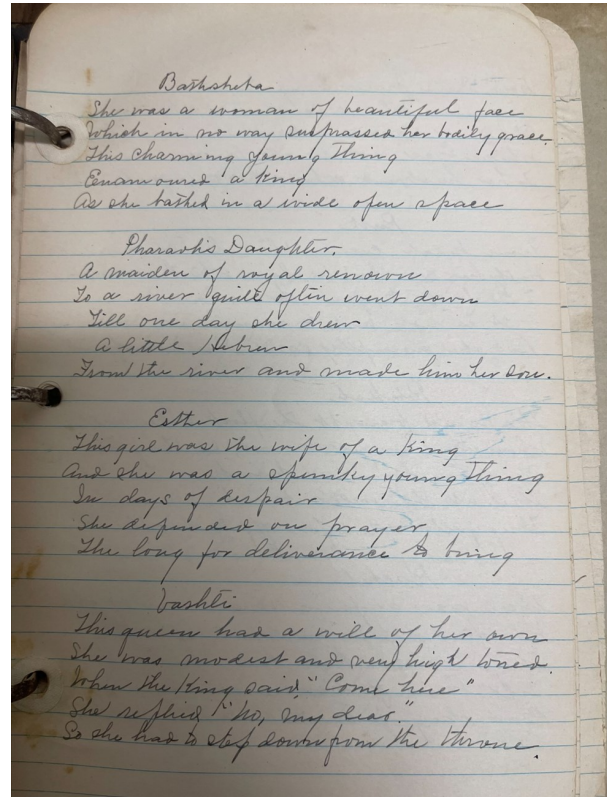 Bathsheba
She was a woman of beautiful face
Which in no way surpassed her bodily grace.
This charming young thing
Enamoured a King
As she bathed in a wide open space
Pharaoh's Daughter.
A maiden of royal renown
To a river quite often went down
Till one day she drew
A little Hebrew
From the river and made him her son.
Esther
This girl was the wife of a King
And she was a spunky young thing
In days of despair
She depended on prayer
The long for deliverance to bring
Vashti
This queen had a will of her own
She was modest and very high toned.
When the King said "Come here"
She replied "No, my dear."
So she had to step down from the throne.